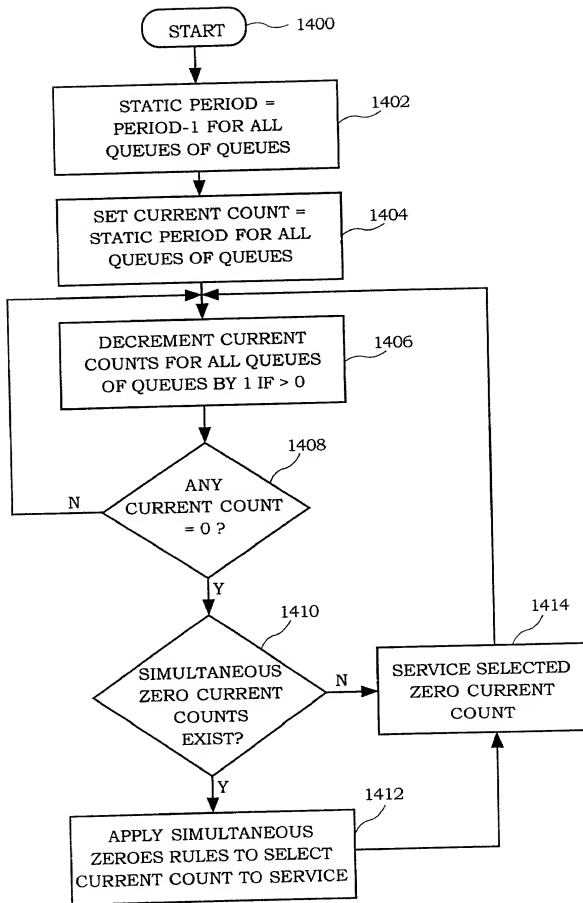 START
1400
STATIC PERIOD =
PERIOD-1 FOR ALL
QUEUES OF QUEUES
1402
SET CURRENT COUNT =
STATIC PERIOD FOR ALL
QUEUES OF QUEUES
1404
DECREMENT CURRENT
COUNTS FOR ALL QUEUES
OF QUEUES BY 1 IF > 0
1406
ANY
CURRENT COUNT
= 0 ?
1408
N
Y
SIMULTANEOUS
ZERO CURRENT
COUNTS
EXIST?
1410
N
Y
SERVICE SELECTED
ZERO CURRENT
COUNT
1414
APPLY SIMULTANEOUS
ZEROES RULES TO SELECT
CURRENT COUNT TO SERVICE
1412